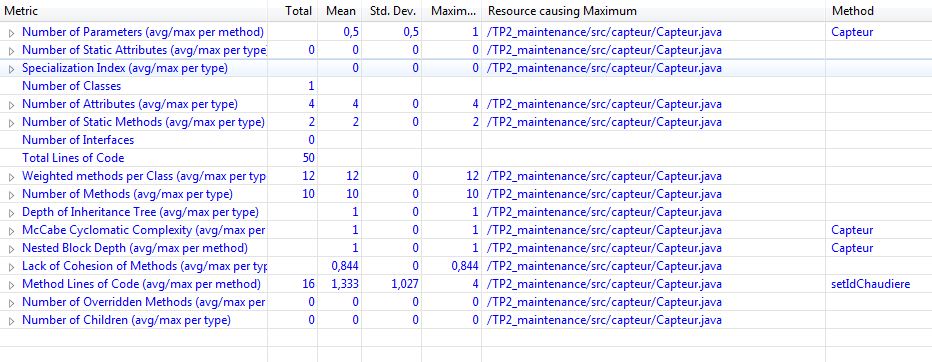 Metric Total Mean Std. Dev. Maxim... Resource causing Maximum Method
Number of Parameters (avg/max per method) 0,5 0,5 1 /TP2_maintenance/src/capteur/Capteur.java Capteur
Number of Static Attributes (avg/max per type 0 0 0 0 /TP2_maintenance/src/capteur/Capteur.java
Specialization Index (avg/max per type) 0 0 0 /TP2_maintenance/src/capteur/Capteur.java
Number of Classes 1
Number of Attributes (avg/max per type) 4 4 0 4 /TP2_maintenance/src/capteur/Capteur.java
Number of Static Methods (avg/max per type) 2 2 0 2 /TP2_maintenance/src/capteur/Capteur.java
Number of Interfaces 0
Total Lines of Code 50
Weighted methods per Class (avg/max per typ 12 12 0 12 /TP2_maintenance/src/capteur/Capteur.java
Number of Methods (avg/max per type) 10 10 0 10 /TP2_maintenance/src/capteur/Capteur.java
Depth of Inheritance Tree (avg/max per type) 1 0 1 /TP2_maintenance/src/capteur/Capteur.java
McCabe Cyclomatic Complexity (avg/max per 1 0 1 /TP2_maintenance/src/capteur/Capteur.java Capteur
Nested Block Depth (avg/max per method) 1 0 1 /TP2_maintenance/src/capteur/Capteur.java Capteur
Lack of Cohesion of Methods (avg/max per typ 0,844 0 0,844 /TP2_maintenance/src/capteur/Capteur.java
Method Lines of Code (avg/max per method) 16 1,333 1,027 4 /TP2_maintenance/src/capteur/Capteur.java setIdChaudiere
Number of Overridden Methods (avg/max per 0 0 0 0 /TP2_maintenance/src/capteur/Capteur.java
Number of Children (avg/max per type) 0 0 0 0 /TP2_maintenance/src/capteur/Capteur.java